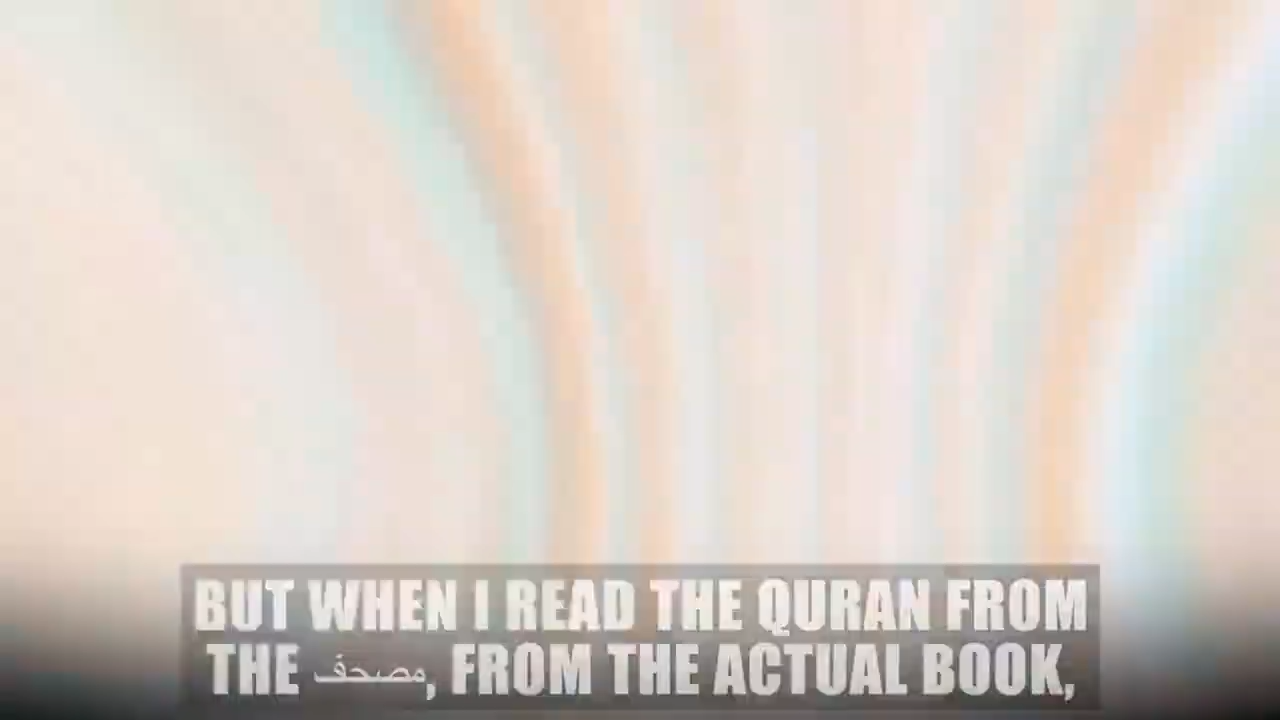 BUT WHEN I READ THE QURAN FROM
THE مصحف, FROM THE ACTUAL BOOK,